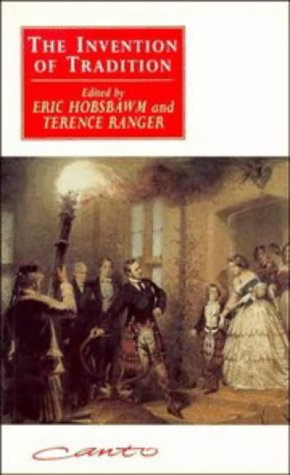 THE INVENTION
OF TRADITION
Edited by
ERIC HOBSBAWM and
TERENCE RANGER
canto